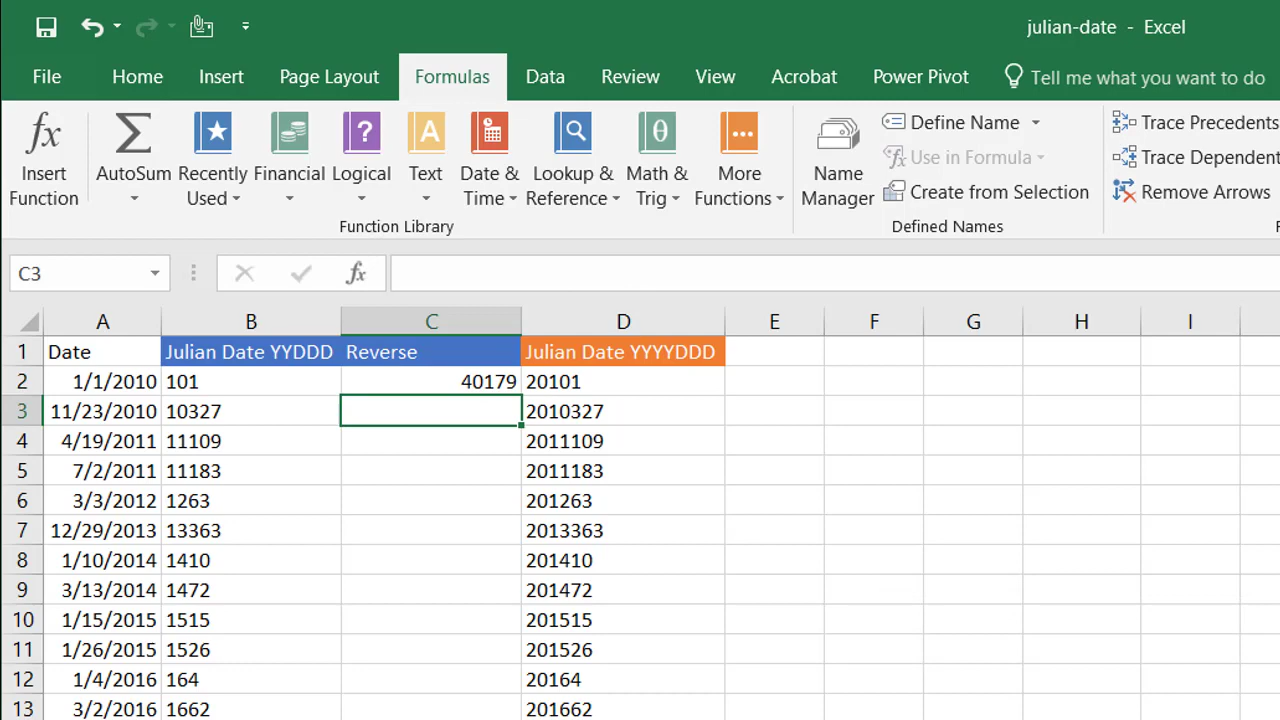 julian-date - Excel
File Home Insert Page Layout Formulas Data Review View Acrobat Power Pivot Tell me what you want to do
fx Σ ? A θ
Insert Function
AutoSum
Recently Used
Financial
Logical
Text
Date & Time
Lookup & Reference
Math & Trig
More Functions
Function Library
Name Manager
Define Name
Use in Formula
Create from Selection
Defined Names
Trace Precedents
Trace Dependent
Remove Arrows
C3 fx
A B C D E F G H I
1 Date Julian Date YYDDD Reverse Julian Date YYYYDDD
2 1/1/2010 101 40179 20101
3 11/23/2010 10327 2010327
4 4/19/2011 11109 2011109
5 7/2/2011 11183 2011183
6 3/3/2012 1263 201263
7 12/29/2013 13363 2013363
8 1/10/2014 1410 201410
9 3/13/2014 1472 201472
10 1/15/2015 1515 201515
11 1/26/2015 1526 201526
12 1/4/2016 164 20164
13 3/2/2016 1662 201662